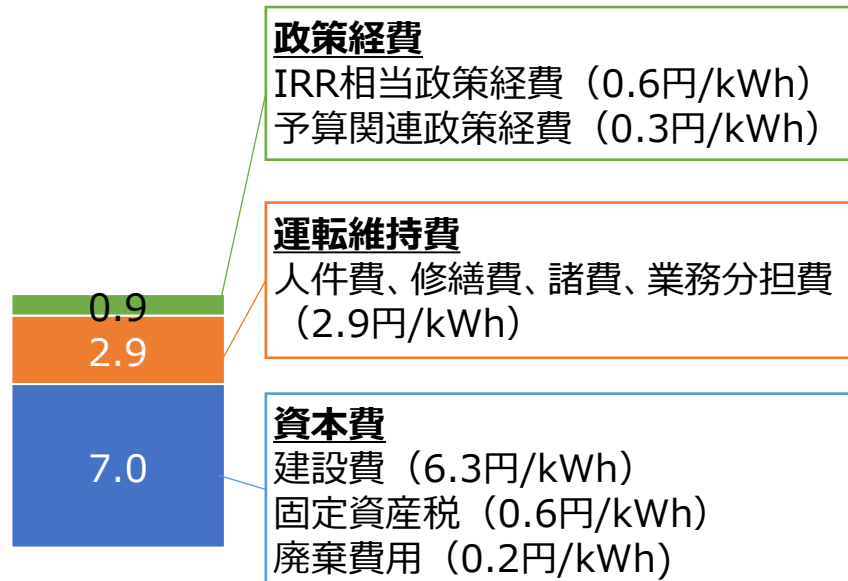 政策経費
IRR相当政策経費（0.6円/kWh）
予算関連政策経費（0.3円/kWh）
運転維持費
人件費、修繕費、諸費、業務分担費
（2.9円/kWh）
0.9
2.9
7.0
資本費
建設費（6.3円/kWh）
固定資産税（0.6円/kWh）
廃棄費用（0.2円/kWh)